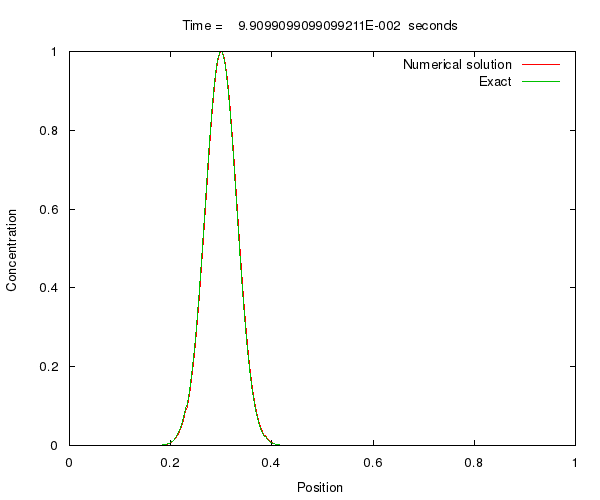 Time = 9.9099099099099211E-002 seconds
Numerical solution
Exact
1
0.8
0.6
0.4
0.2
0
Concentration
0 0.2 0.4 0.6 0.8 1
Position